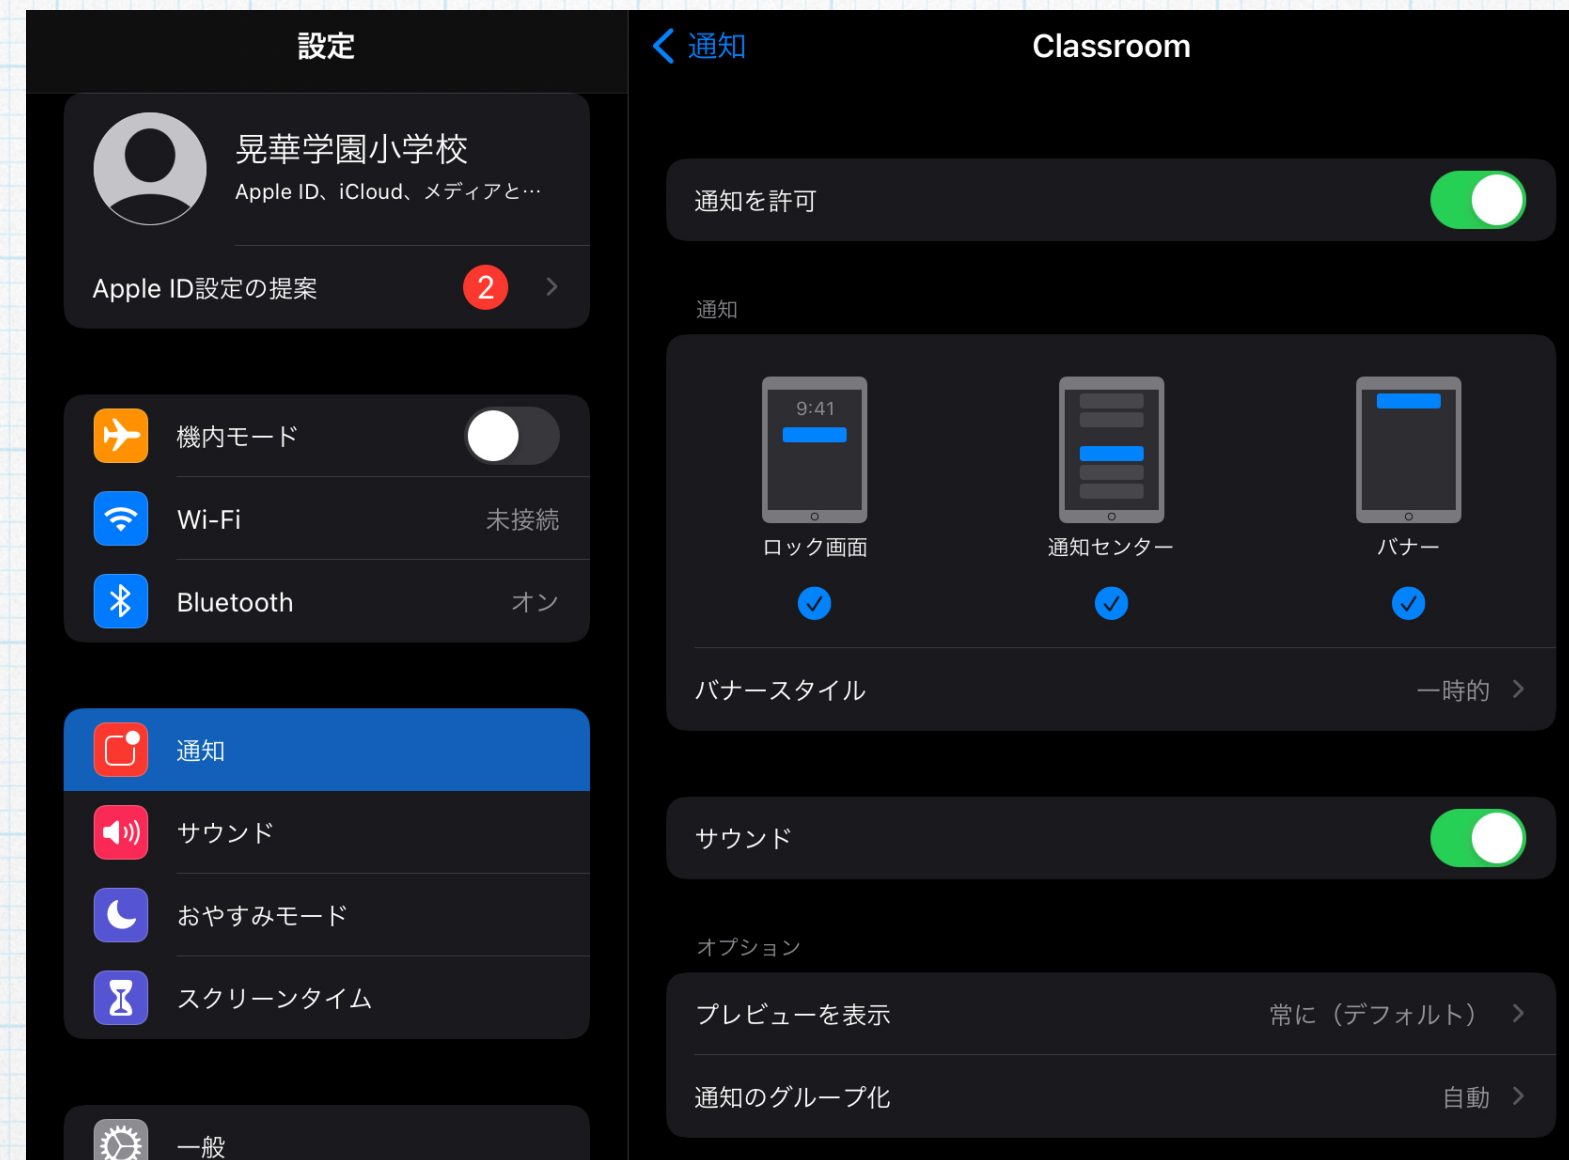 設定
晃華学園小学校
Apple ID、iCloud、メディアと…
Apple ID設定の提案
2
機内モード
Wi-Fi
未接続
Bluetooth
オン
通知
サウンド
おやすみモード
スクリーンタイム
一般
通知
Classroom
通知を許可
通知
9:41
ロック画面
通知センター
バナー
バナースタイル
一時的
サウンド
オプション
プレビューを表示
常に（デフォルト）
通知のグループ化
自動